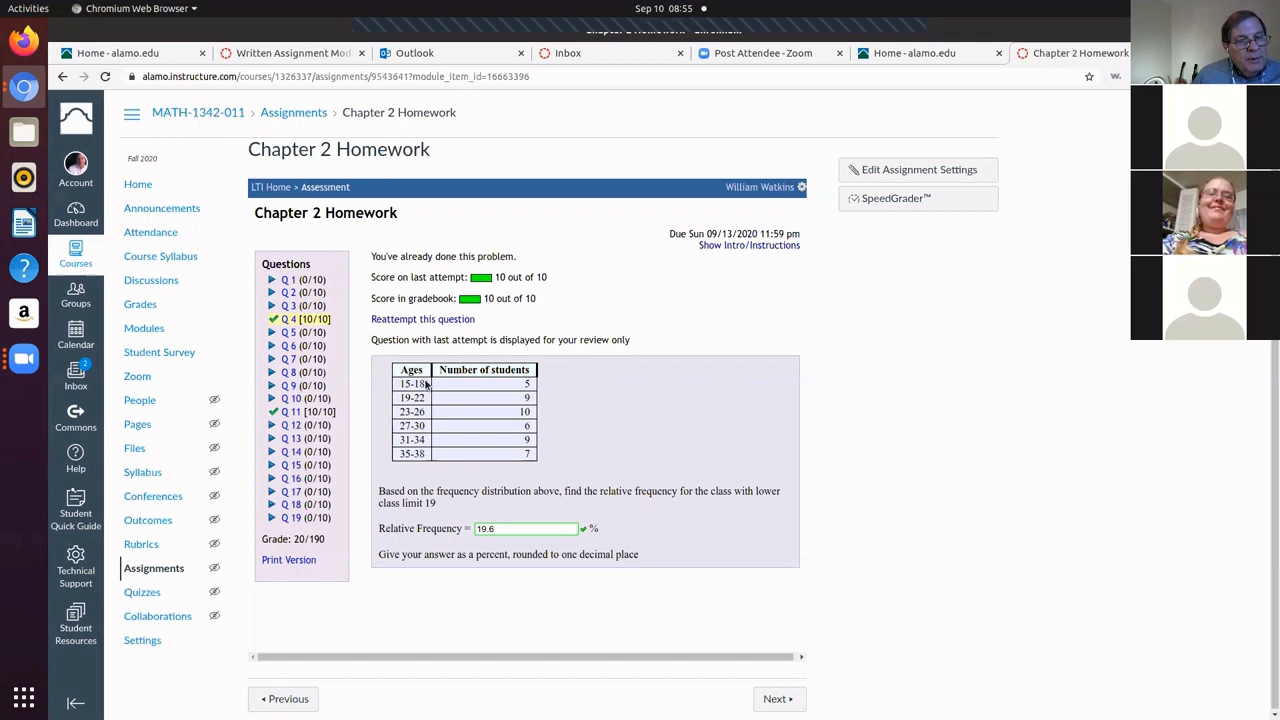 Activities
Chromium Web Browser
Sep 10 08:55
Home - alamo.edu
Written Assignment Mod
Outlook
Inbox
Post Attendee - Zoom
Home - alamo.edu
Chapter 2 Homework
alamo.instructure.com/courses/1326337/assignments/9543641?module_item_id=16663396
MATH-1342-011 > Assignments > Chapter 2 Homework
Account
Dashboard
Courses
Groups
Calendar
2
Inbox
Commons
Help
Student
Quick Guide
Technical
Support
Student
Resources
Fall 2020
Home
Announcements
Attendance
Course Syllabus
Discussions
Grades
Modules
Student Survey
Zoom
People
Pages
Files
Syllabus
Conferences
Outcomes
Rubrics
Assignments
Quizzes
Collaborations
Settings
Chapter 2 Homework
LTI Home > Assessment
William Watkins
Chapter 2 Homework
Due Sun 09/13/2020 11:59 pm
Show Intro/Instructions
Questions
Q 1 (0/10)
Q 2 (0/10)
Q 3 (0/10)
Q 4 [10/10]
Q 5 (0/10)
Q 6 (0/10)
Q 7 (0/10)
Q 8 (0/10)
Q 9 (0/10)
Q 10 (0/10)
Q 11 [10/10]
Q 12 (0/10)
Q 13 (0/10)
Q 14 (0/10)
Q 15 (0/10)
Q 16 (0/10)
Q 17 (0/10)
Q 18 (0/10)
Q 19 (0/10)
Grade: 20/190
Print Version
You've already done this problem.
Score on last attempt: 10 out of 10
Score in gradebook: 10 out of 10
Reattempt this question
Question with last attempt is displayed for your review only
Ages Number of students
15-18 5
19-22 9
23-26 10
27-30 6
31-34 9
35-38 7
Based on the frequency distribution above, find the relative frequency for the class with lower
class limit 19
Relative Frequency = 19.6 %
Give your answer as a percent, rounded to one decimal place
Previous
Next
Edit Assignment Settings
SpeedGrader™